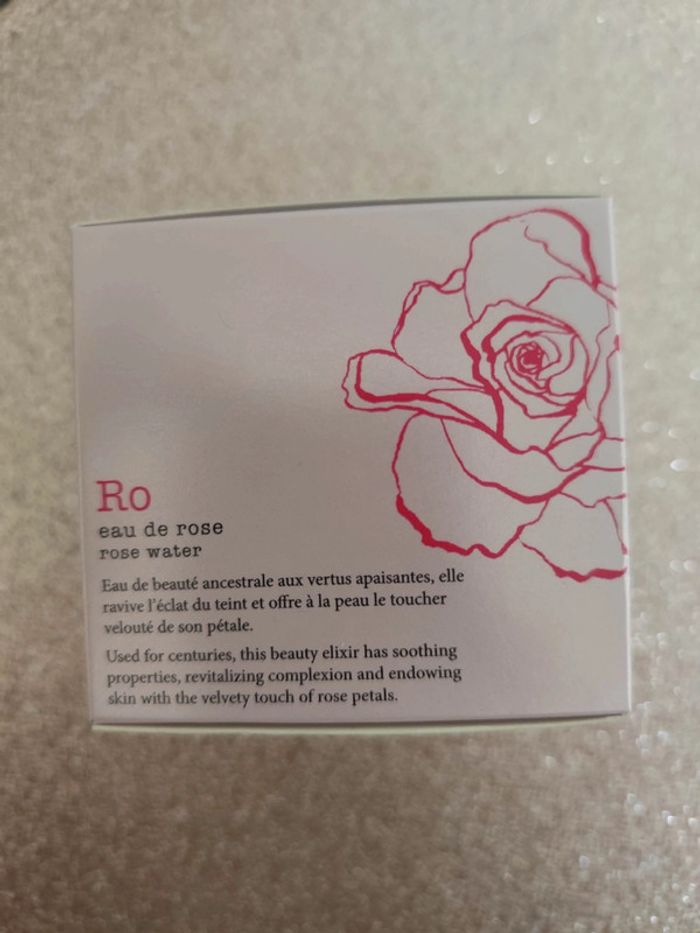 Ro
eau de rose
rose water
Eau de beauté ancestrale aux vertus apaisantes, elle
ravive l'éclat du teint et offre à la peau le toucher
velouté de son pétale.
Used for centuries, this beauty elixir has soothing
properties, revitalizing complexion and endowing
skin with the velvety touch of rose petals.